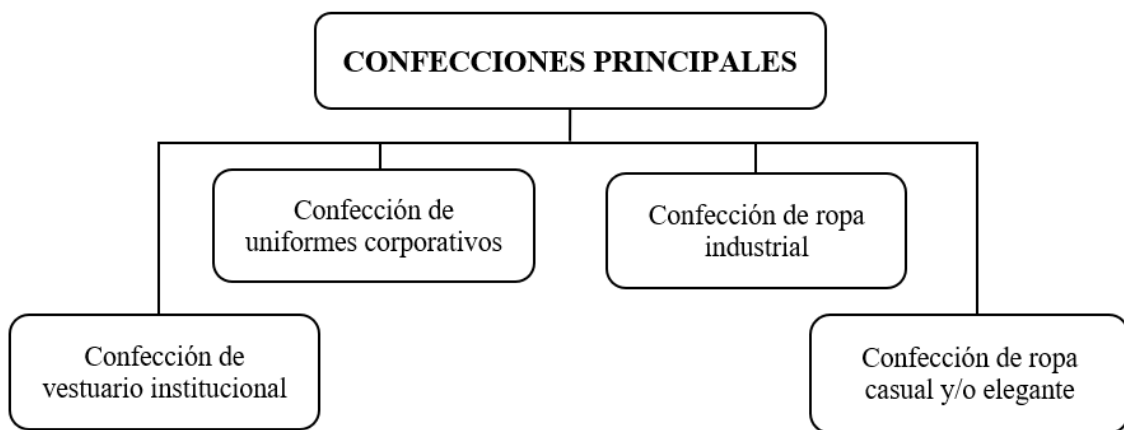 CONFECCIONES PRINCIPALES
Confección de
uniformes corporativos
Confección de ropa
industrial
Confección de
vestuario institucional
Confección de ropa
casual y/o elegante